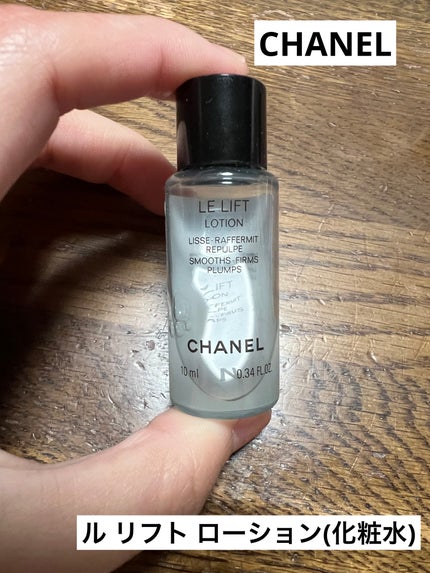 CHANEL
LE LIFT
LOTION
LISSE-RAFFERMIT
REPULPE
SMOOTHS-FIRMS
PLUMPS
CHANEL
10 ml 0.34 FL.OZ.
ル リフト ローション(化粧水)